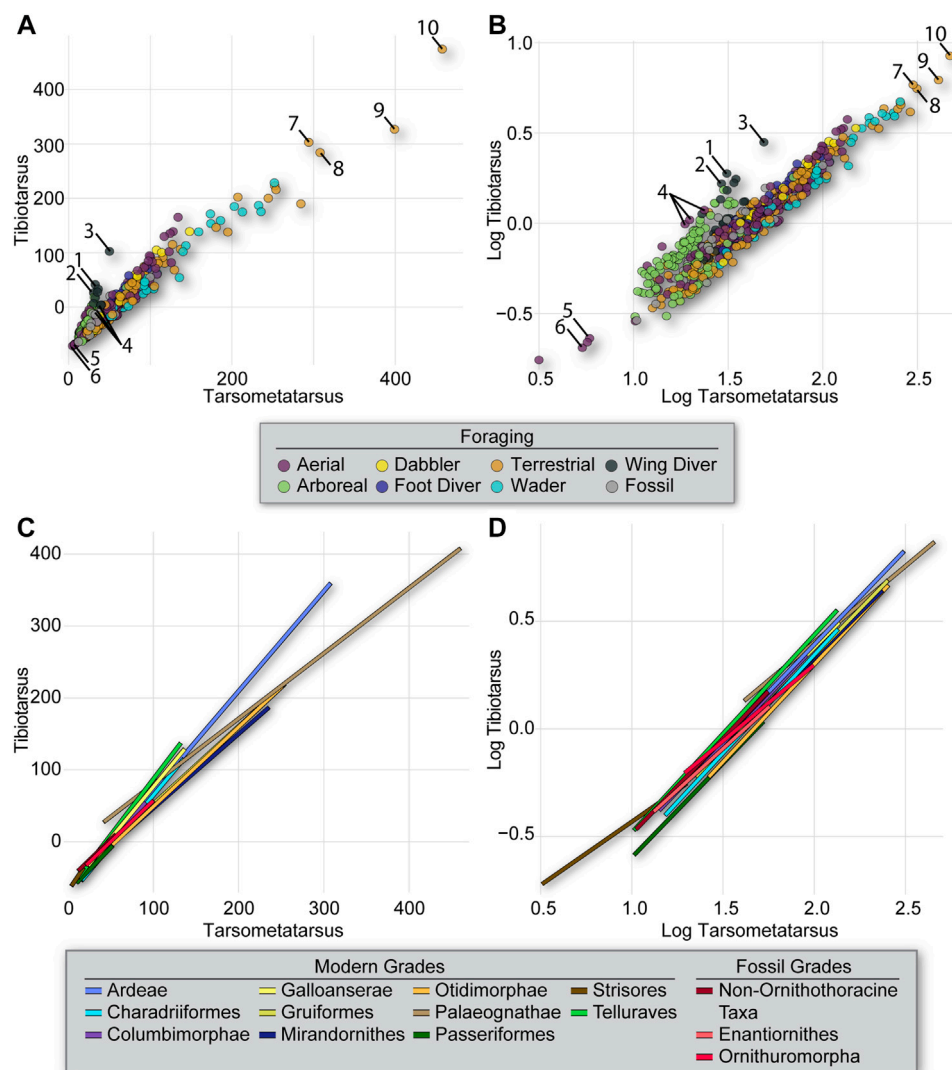 A
B
10
400
7
9
300
8
Tibiotarsus
200
3
100
1
2
0
4
5
6
0
200
400
Tarsometatarsus
1.0
10
7
9
8
0.5
3
1
2
4
Log Tibiotarsus
0.0
−0.5
5
6
0.5
1.0
1.5
2.0
2.5
Log Tarsometatarsus
Foraging
Aerial Dabbler Terrestrial Wing Diver
Arboreal Foot Diver Wader Fossil
C
D
400
300
Tibiotarsus
200
100
0
0
100
200
300
400
Tarsometatarsus
0.5
Log Tibiotarsus
0.0
−0.5
0.5
1.0
1.5
2.0
2.5
Log Tarsometatarsus
Modern Grades
Ardeae Galloanserae Otidimorphae Strisores
Charadriiformes Gruiformes Palaeognathae Telluraves
Columbimorphae Mirandornithes Passeriformes
Fossil Grades
Non-Ornithothoracine
Taxa
Enantiornithes
Ornithuromorpha